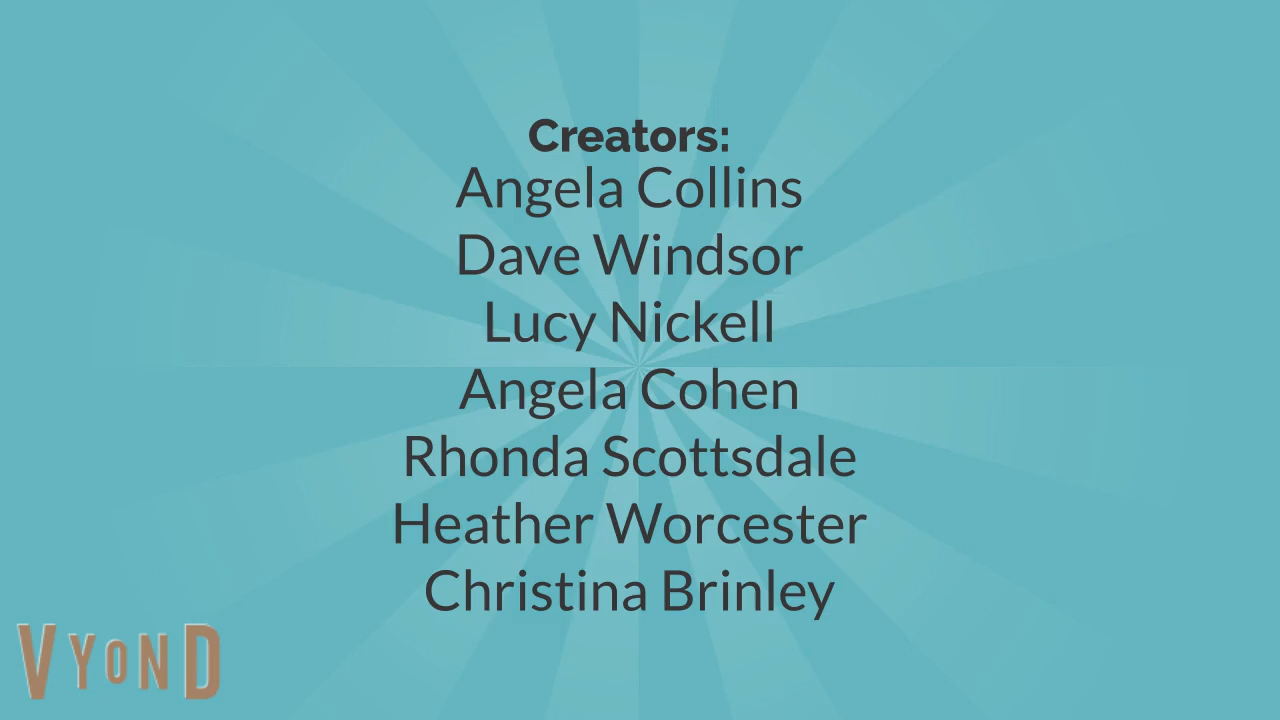 Creators:
Angela Collins
Dave Windsor
Lucy Nickell
Angela Cohen
Rhonda Scottsdale
Heather Worcester
Christina Brinley
VYOND